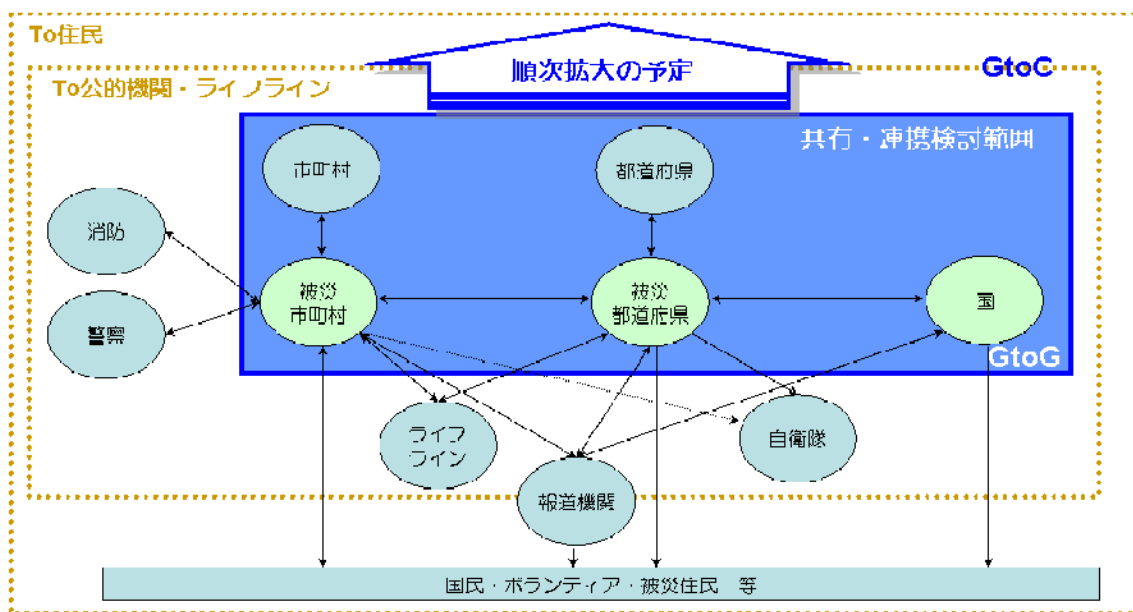 To住民
順次拡大の予定
GtoC
To公的機関・ライフライン
共有・連携検討範囲
市町村
都道府県
消防
被災
市町村
被災
都道府県
国
警察
GtoG
ライフ
ライン
自衛隊
報道機関
国民・ボランティア・被災住民 等